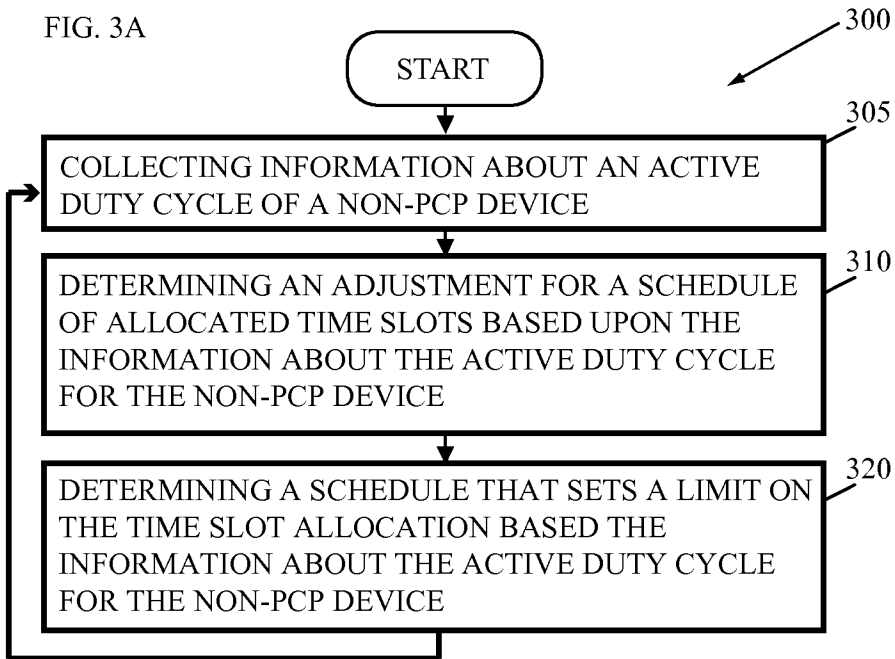 FIG. 3A
300
START
305
COLLECTING INFORMATION ABOUT AN ACTIVE
DUTY CYCLE OF A NON-PCP DEVICE
310
DETERMINING AN ADJUSTMENT FOR A SCHEDULE
OF ALLOCATED TIME SLOTS BASED UPON THE
INFORMATION ABOUT THE ACTIVE DUTY CYCLE
FOR THE NON-PCP DEVICE
320
DETERMINING A SCHEDULE THAT SETS A LIMIT ON
THE TIME SLOT ALLOCATION BASED THE
INFORMATION ABOUT THE ACTIVE DUTY CYCLE
FOR THE NON-PCP DEVICE